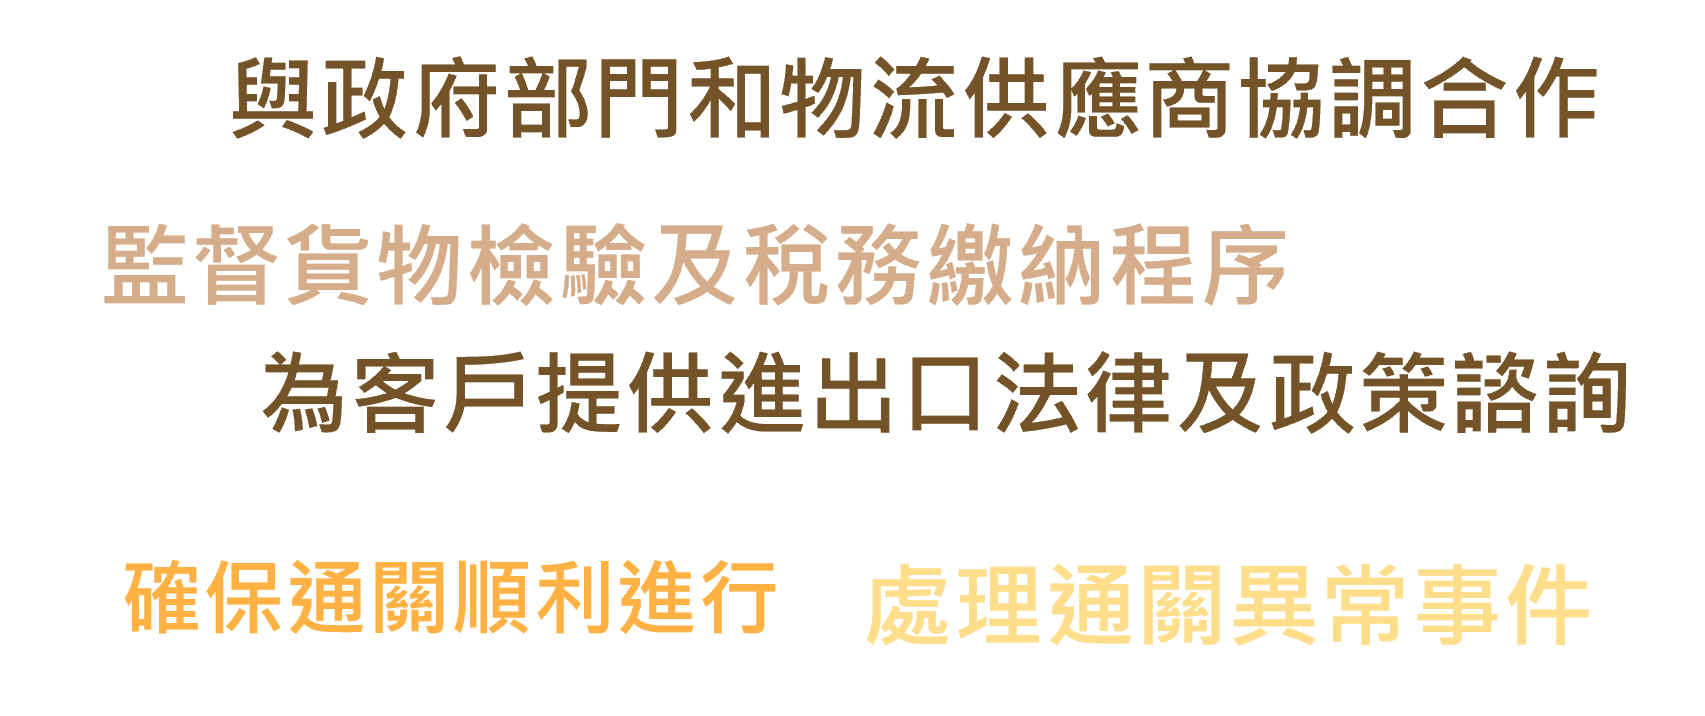 與政府部門和物流供應商協調合作
監督貨物檢驗及稅務繳納程序
為客戶提供進出口法律及政策諮詢
確保通關順利進行
處理通關異常事件